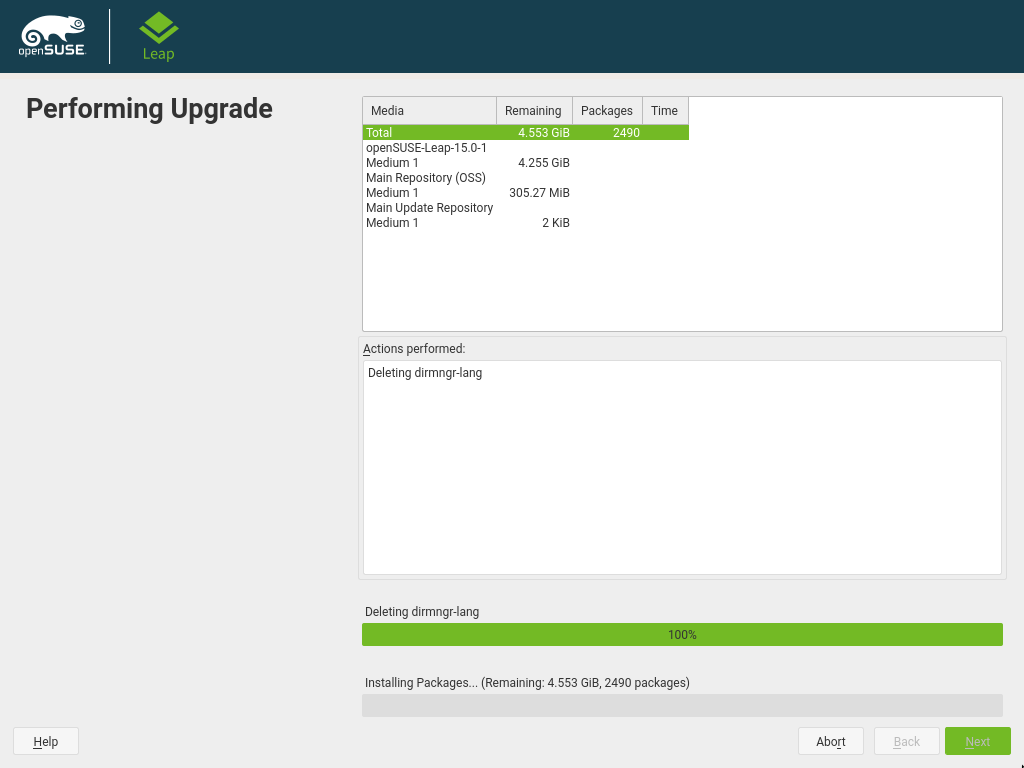 openSUSE.
Leap
Performing Upgrade
Media Remaining Packages Time
Total 4.553 GiB 2490
openSUSE-Leap-15.0-1
Medium 1 4.255 GiB
Main Repository (OSS)
Medium 1 305.27 MiB
Main Update Repository
Medium 1 2 KiB
Actions performed:
Deleting dirmngr-lang
Deleting dirmngr-lang
100%
Installing Packages... (Remaining: 4.553 GiB, 2490 packages)
Help Abort Back Next